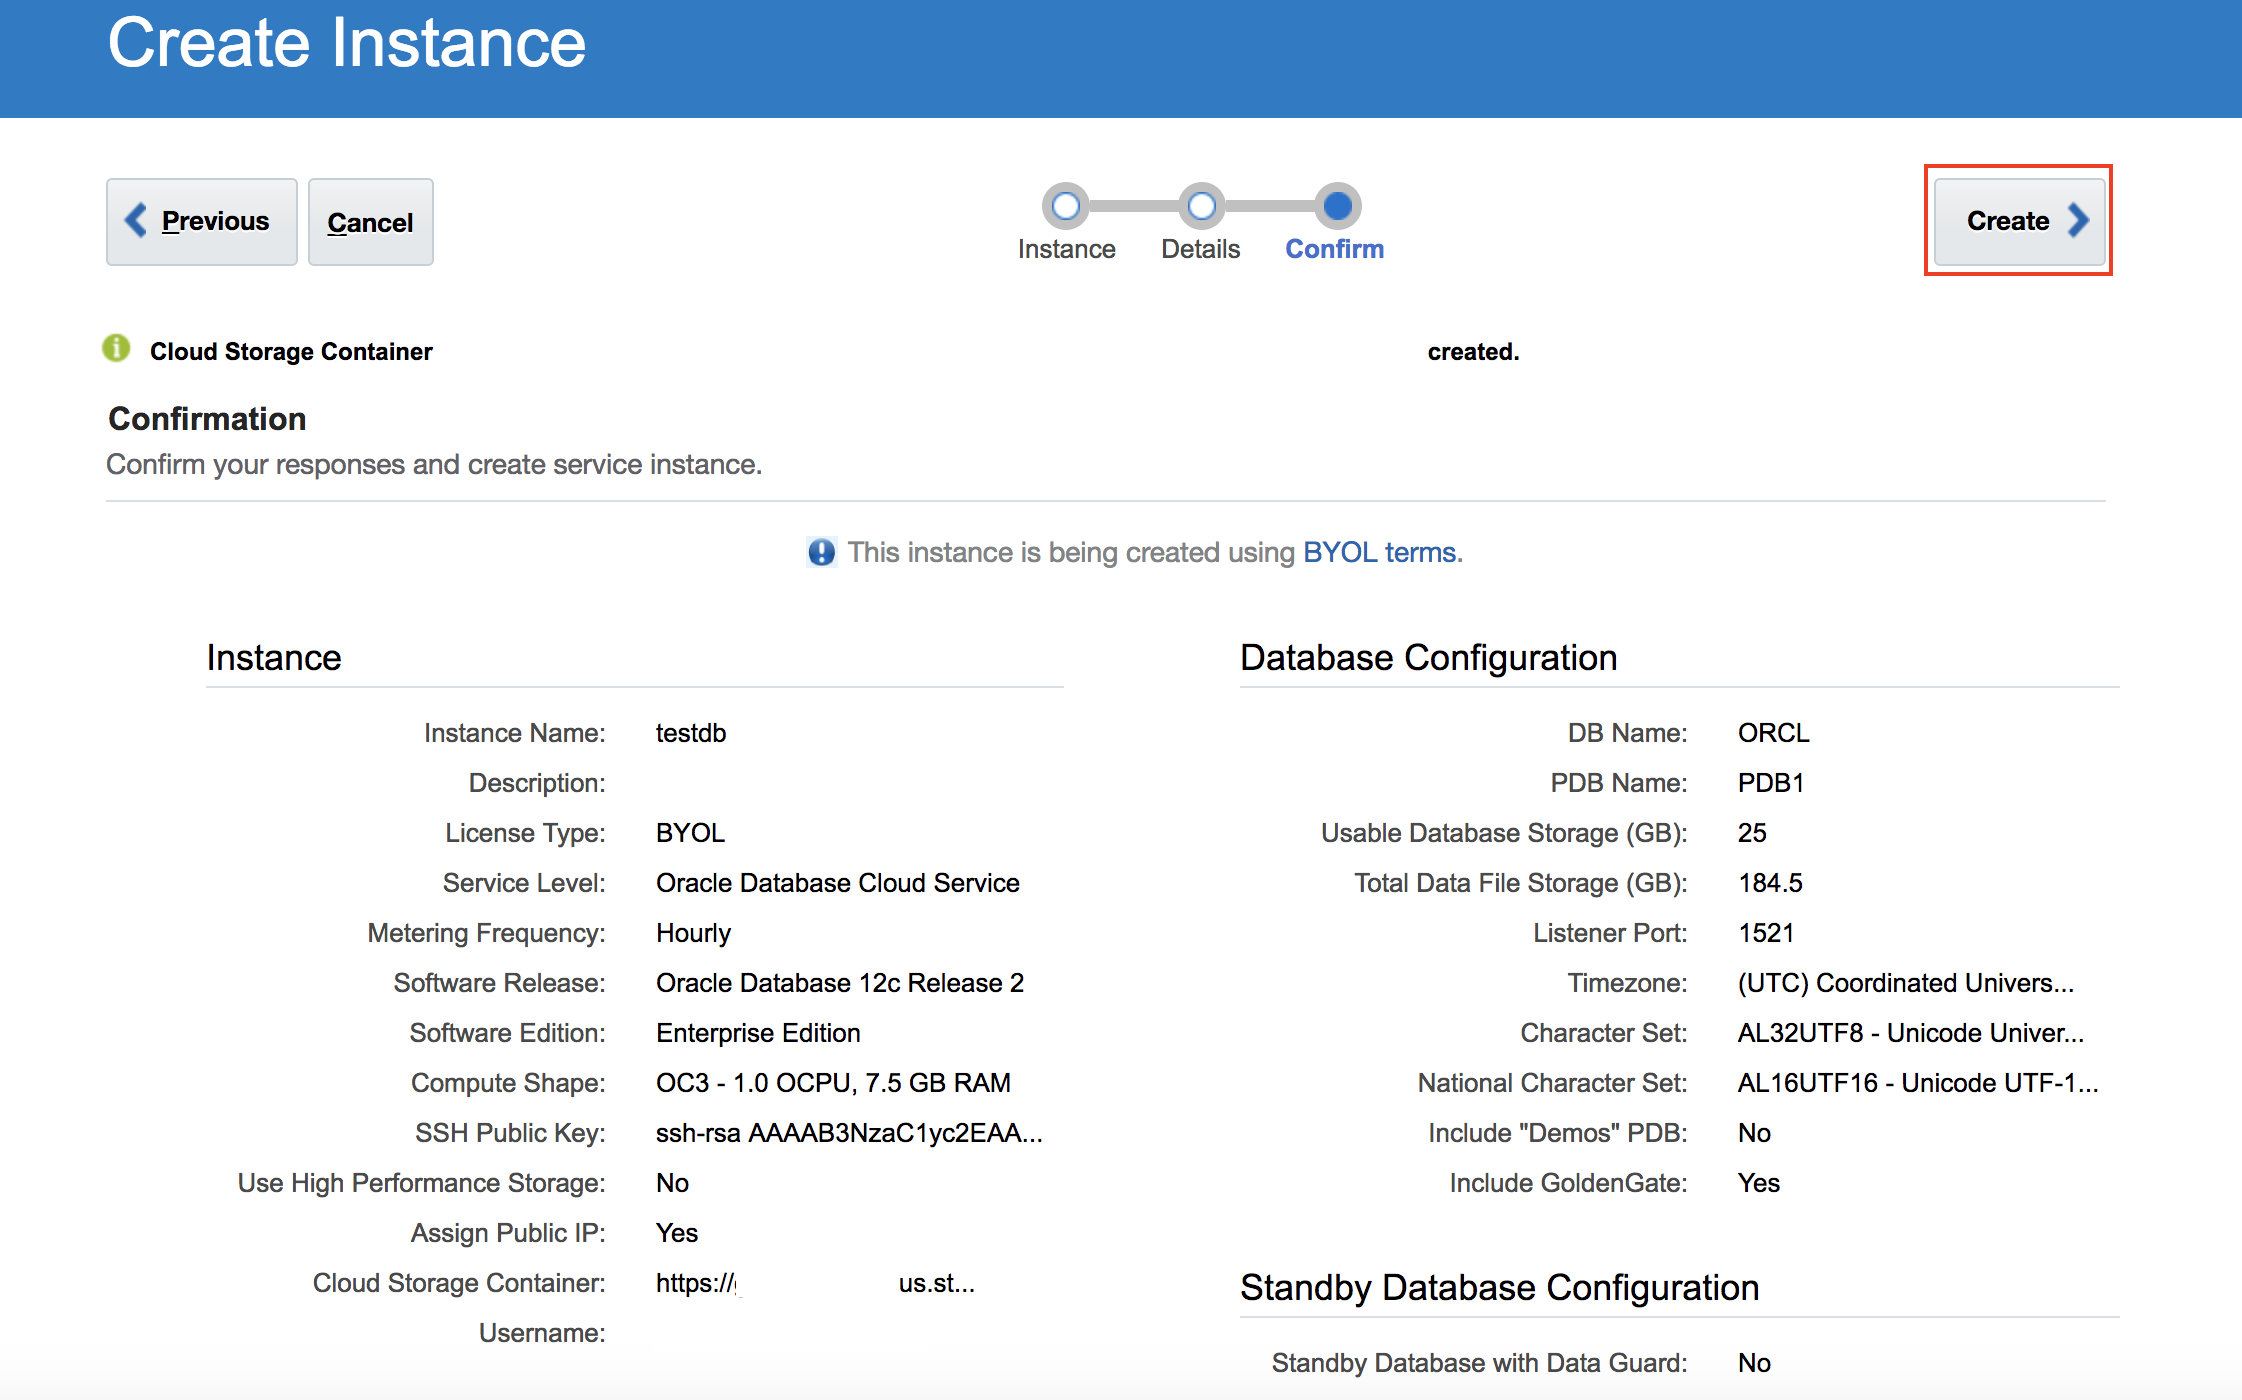 Create Instance
Previous
Cancel
Instance
Details
Confirm
Create
Cloud Storage Container created.
Confirmation
Confirm your responses and create service instance.
This instance is being created using BYOL terms.
Instance
Instance Name: testdb
Description:
License Type: BYOL
Service Level: Oracle Database Cloud Service
Metering Frequency: Hourly
Software Release: Oracle Database 12c Release 2
Software Edition: Enterprise Edition
Compute Shape: OC3 - 1.0 OCPU, 7.5 GB RAM
SSH Public Key: ssh-rsa AAAAB3NzaC1yc2EAA...
Use High Performance Storage: No
Assign Public IP: Yes
Cloud Storage Container: https:// us.st...
Username:
Database Configuration
DB Name: ORCL
PDB Name: PDB1
Usable Database Storage (GB): 25
Total Data File Storage (GB): 184.5
Listener Port: 1521
Timezone: (UTC) Coordinated Univers...
Character Set: AL32UTF8 - Unicode Univer...
National Character Set: AL16UTF16 - Unicode UTF-1...
Include "Demos" PDB: No
Include GoldenGate: Yes
Standby Database Configuration
Standby Database with Data Guard: No